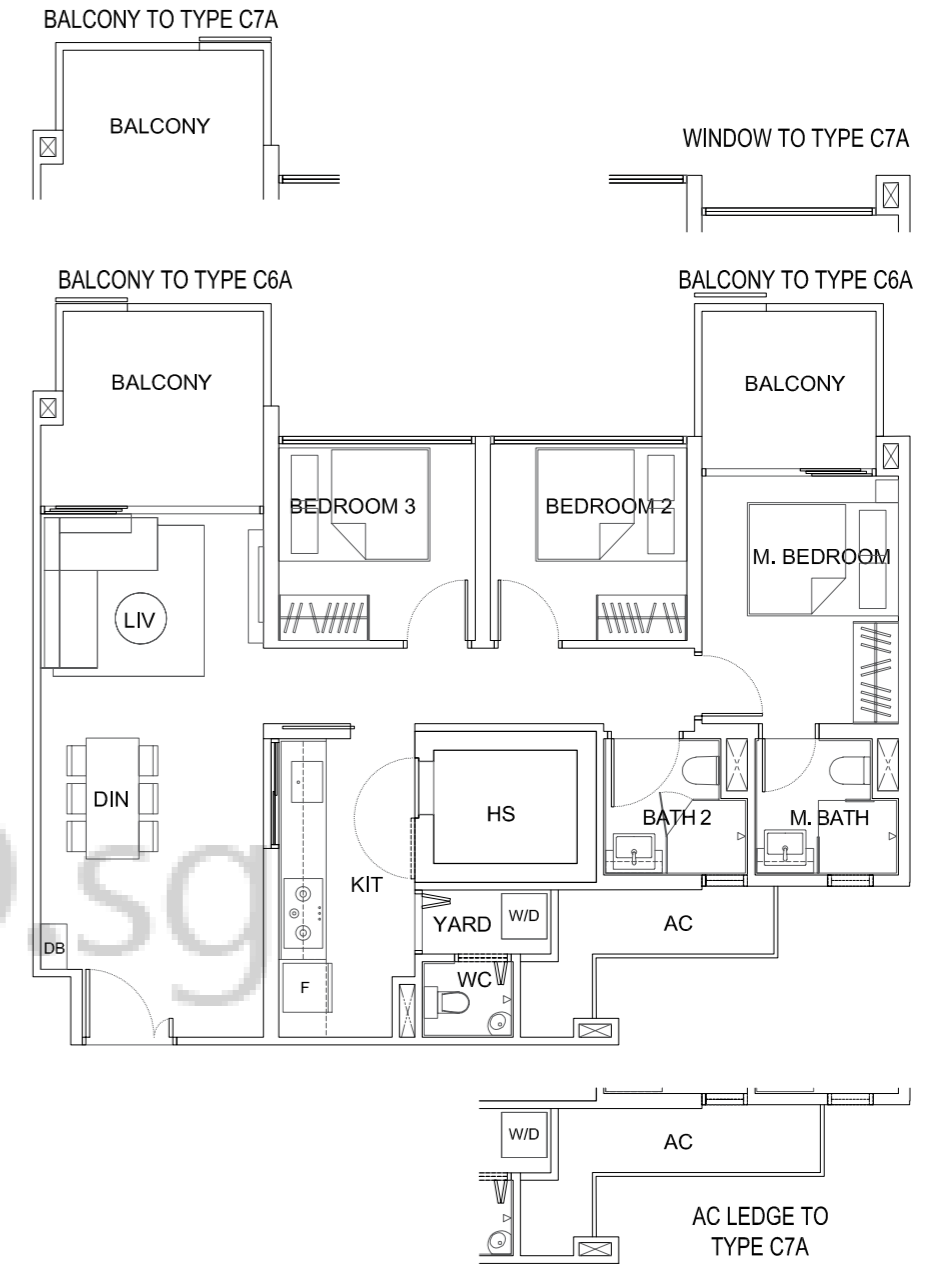 BALCONY TO TYPE C7A
BALCONY
WINDOW TO TYPE C7A
BALCONY TO TYPE C6A
BALCONY TO TYPE C6A
BALCONY
BALCONY
BEDROOM 3
BEDROOM 2
M. BEDROOM
LIV
DIN
HS
BATH 2
M. BATH
KIT
.sg
DB
YARD
W/D
AC
WC
F
W/D
AC
AC LEDGE TO
TYPE C7A